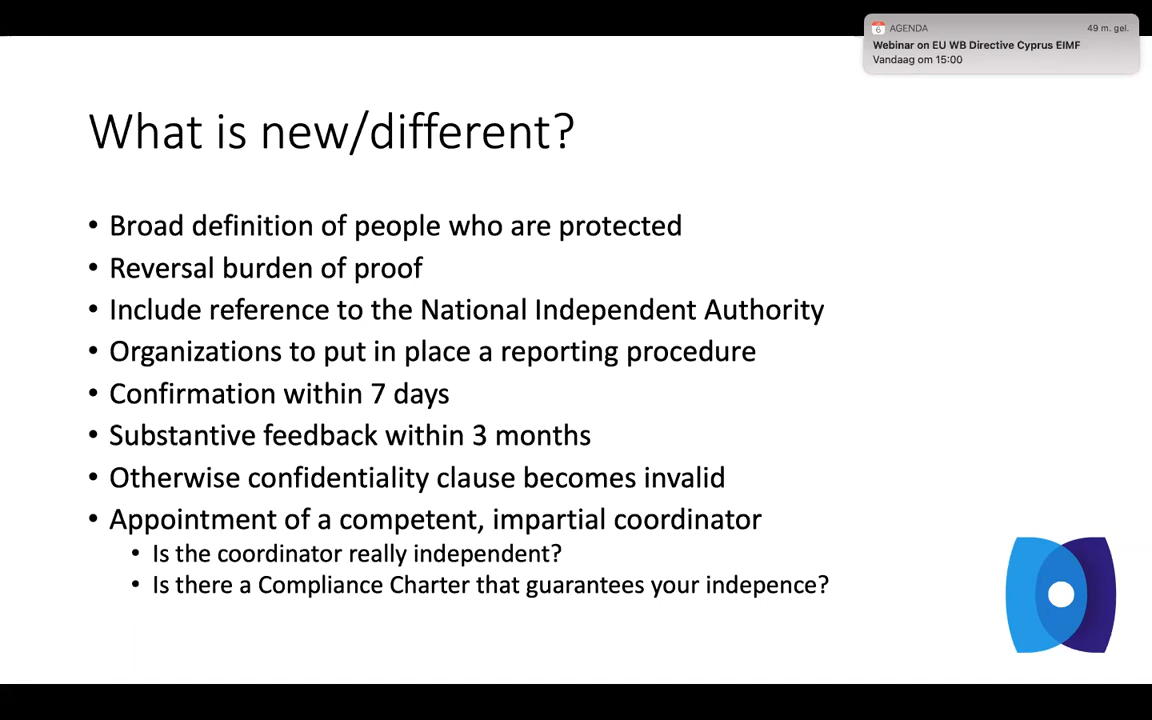 6
AGENDA
49 m. gel.
Webinar on EU WB Directive Cyprus EIMF
Vandaag om 15:00
What is new/different?
• Broad definition of people who are protected
• Reversal burden of proof
• Include reference to the National Independent Authority
• Organizations to put in place a reporting procedure
• Confirmation within 7 days
• Substantive feedback within 3 months
• Otherwise confidentiality clause becomes invalid
• Appointment of a competent, impartial coordinator
• Is the coordinator really independent?
• Is there a Compliance Charter that guarantees your indepence?